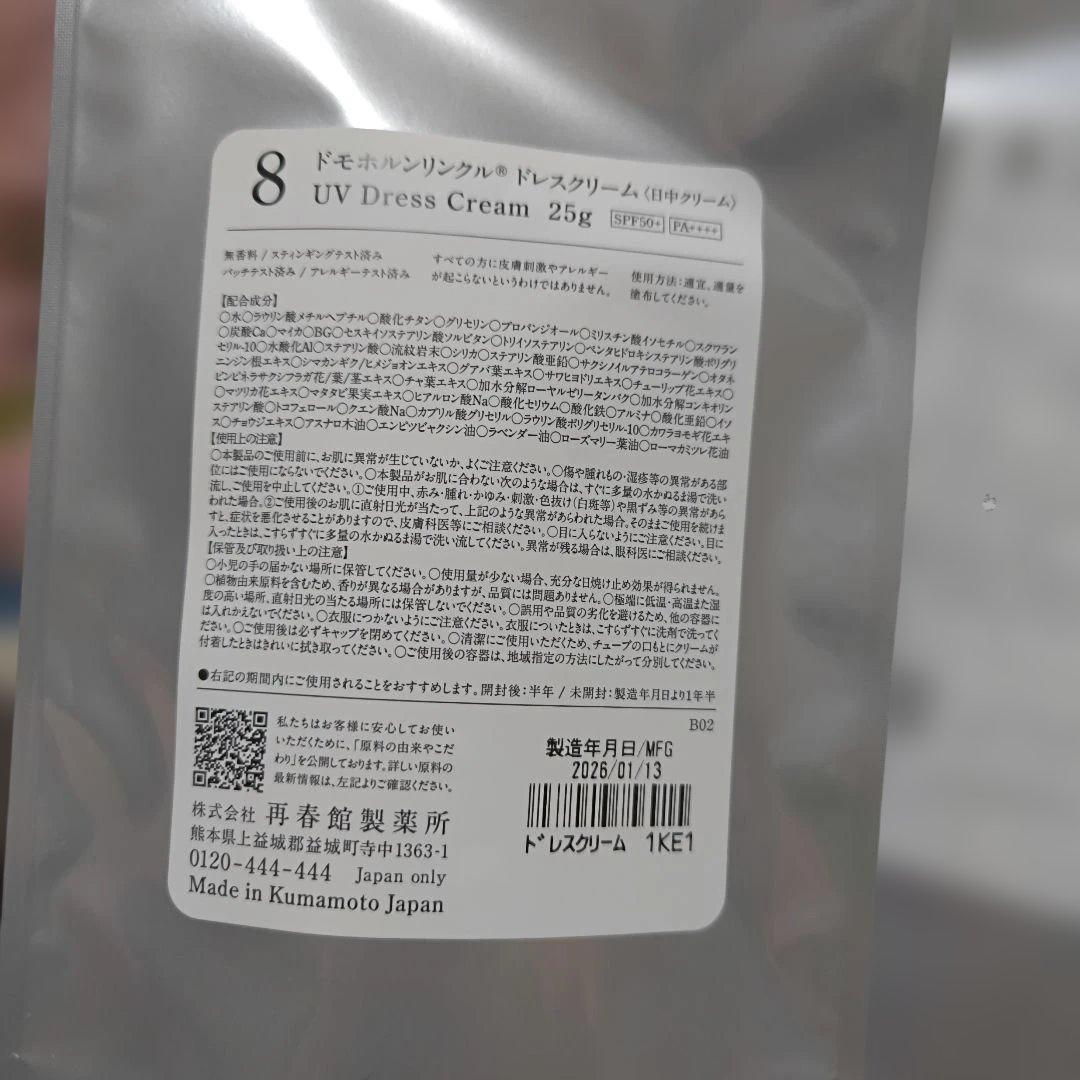 8
ドモホルンリンクル® ドレスクリーム〈日中クリーム〉
UV Dress Cream 25g SPF50+ PA++++
無香料 / スティンギングテスト済み
パッチテスト済み / アレルギーテスト済み
すべての方に皮膚刺激やアレルギー
が起こらないというわけではありません。
使用方法：適宜、適量を
塗布してください。
【配合成分】
○水○ラウリン酸メチルヘプチル○酸化チタン○グリセリン○プロパンジオール○ミリスチン酸イソセチル○スクワラン
○炭酸Ca○マイカ○BG○セスキイソステアリン酸ソルビタン○トリイソステアリン○ペンタヒドロキシステアリン酸ポリグリ
セリル-10○水酸化Al○ステアリン酸○流紋岩末○シリカ○ステアリン酸亜鉛○サクシノイルアテロコラーゲン○オタネ
ニンジン根エキス○シマカンギク/ヒメジョオンエキス○グアバ葉エキス○サワヒヨドリエキス○チューリップ花エキス○
ピンピネラサクシフラガ花/葉/茎エキス○チャ葉エキス○加水分解ローヤルゼリータンパク○加水分解コンキオリン
○マツリカ花エキス○マタタビ果実エキス○ヒアルロン酸Na○酸化セリウム○酸化鉄○アルミナ○酸化亜鉛○イソ
ステアリン酸○トコフェロール○クエン酸Na○カプリル酸グリセリル○ラウリン酸ポリグリセリル-10○カワラヨモギ花エキ
ス○チョウジエキス○アスナロ木油○エンピツビャクシン油○ラベンダー油○ローズマリー葉油○ローマカミツレ花油
【使用上の注意】
○本製品のご使用前に、お肌に異常が生じていないか、よくご注意ください。○傷や腫れもの・湿疹等の異常がある部
位にはご使用にならないでください。○本製品がお肌に合わない次のような場合は、すぐに多量の水かぬるま湯で洗い
流し、ご使用を中止してください。①ご使用中、赤み・腫れ・かゆみ・刺激・色抜け(白斑等)や黒ずみ等の異常があら
われた場合。②ご使用後のお肌に直射日光が当たって、上記のような異常があらわれた場合。そのままご使用を続けま
すと、症状を悪化させることがありますので、皮膚科医等にご相談ください。○目に入らないようにご注意ください。目に
入ったときは、こすらずすぐに多量の水かぬるま湯で洗い流してください。異常が残る場合は、眼科医にご相談ください。
【保管及び取り扱い上の注意】
○小児の手の届かない場所に保管してください。○使用量が少ない場合、充分な日焼け止め効果が得られません。
○植物由来原料を含むため、香りが異なる場合がありますが、品質には問題ありません。○極端に低温・高温また湿
度の高い場所、直射日光の当たる場所には保管しないでください。○誤用や品質の劣化を避けるため、他の容器に
は入れかえないでください。○衣服につかないようにご注意ください。衣服についたときは、こすらずすぐに洗剤で洗ってく
ださい。○ご使用後は必ずキャップを閉めてください。○清潔にご使用いただくため、チューブの口もとにクリームが
付着したときはきれいに拭き取ってください。○ご使用後の容器は、地域指定の方法にしたがって分別してください。
●右記の期間内にご使用されることをおすすめします。開封後：半年 / 未開封：製造年月日より1年半
B02
私たちはお客様に安心してお使
いいただくために、「原料の由来やこだ
わり」を公開しております。詳しい原料の
最新情報は、左記よりご確認ください。
製造年月日/MFG
2026/01/13
ドレスクリーム 1KE1
株式会社 再春館製薬所
熊本県上益城郡益城町寺中1363-1
0120-444-444 Japan only
Made in Kumamoto Japan